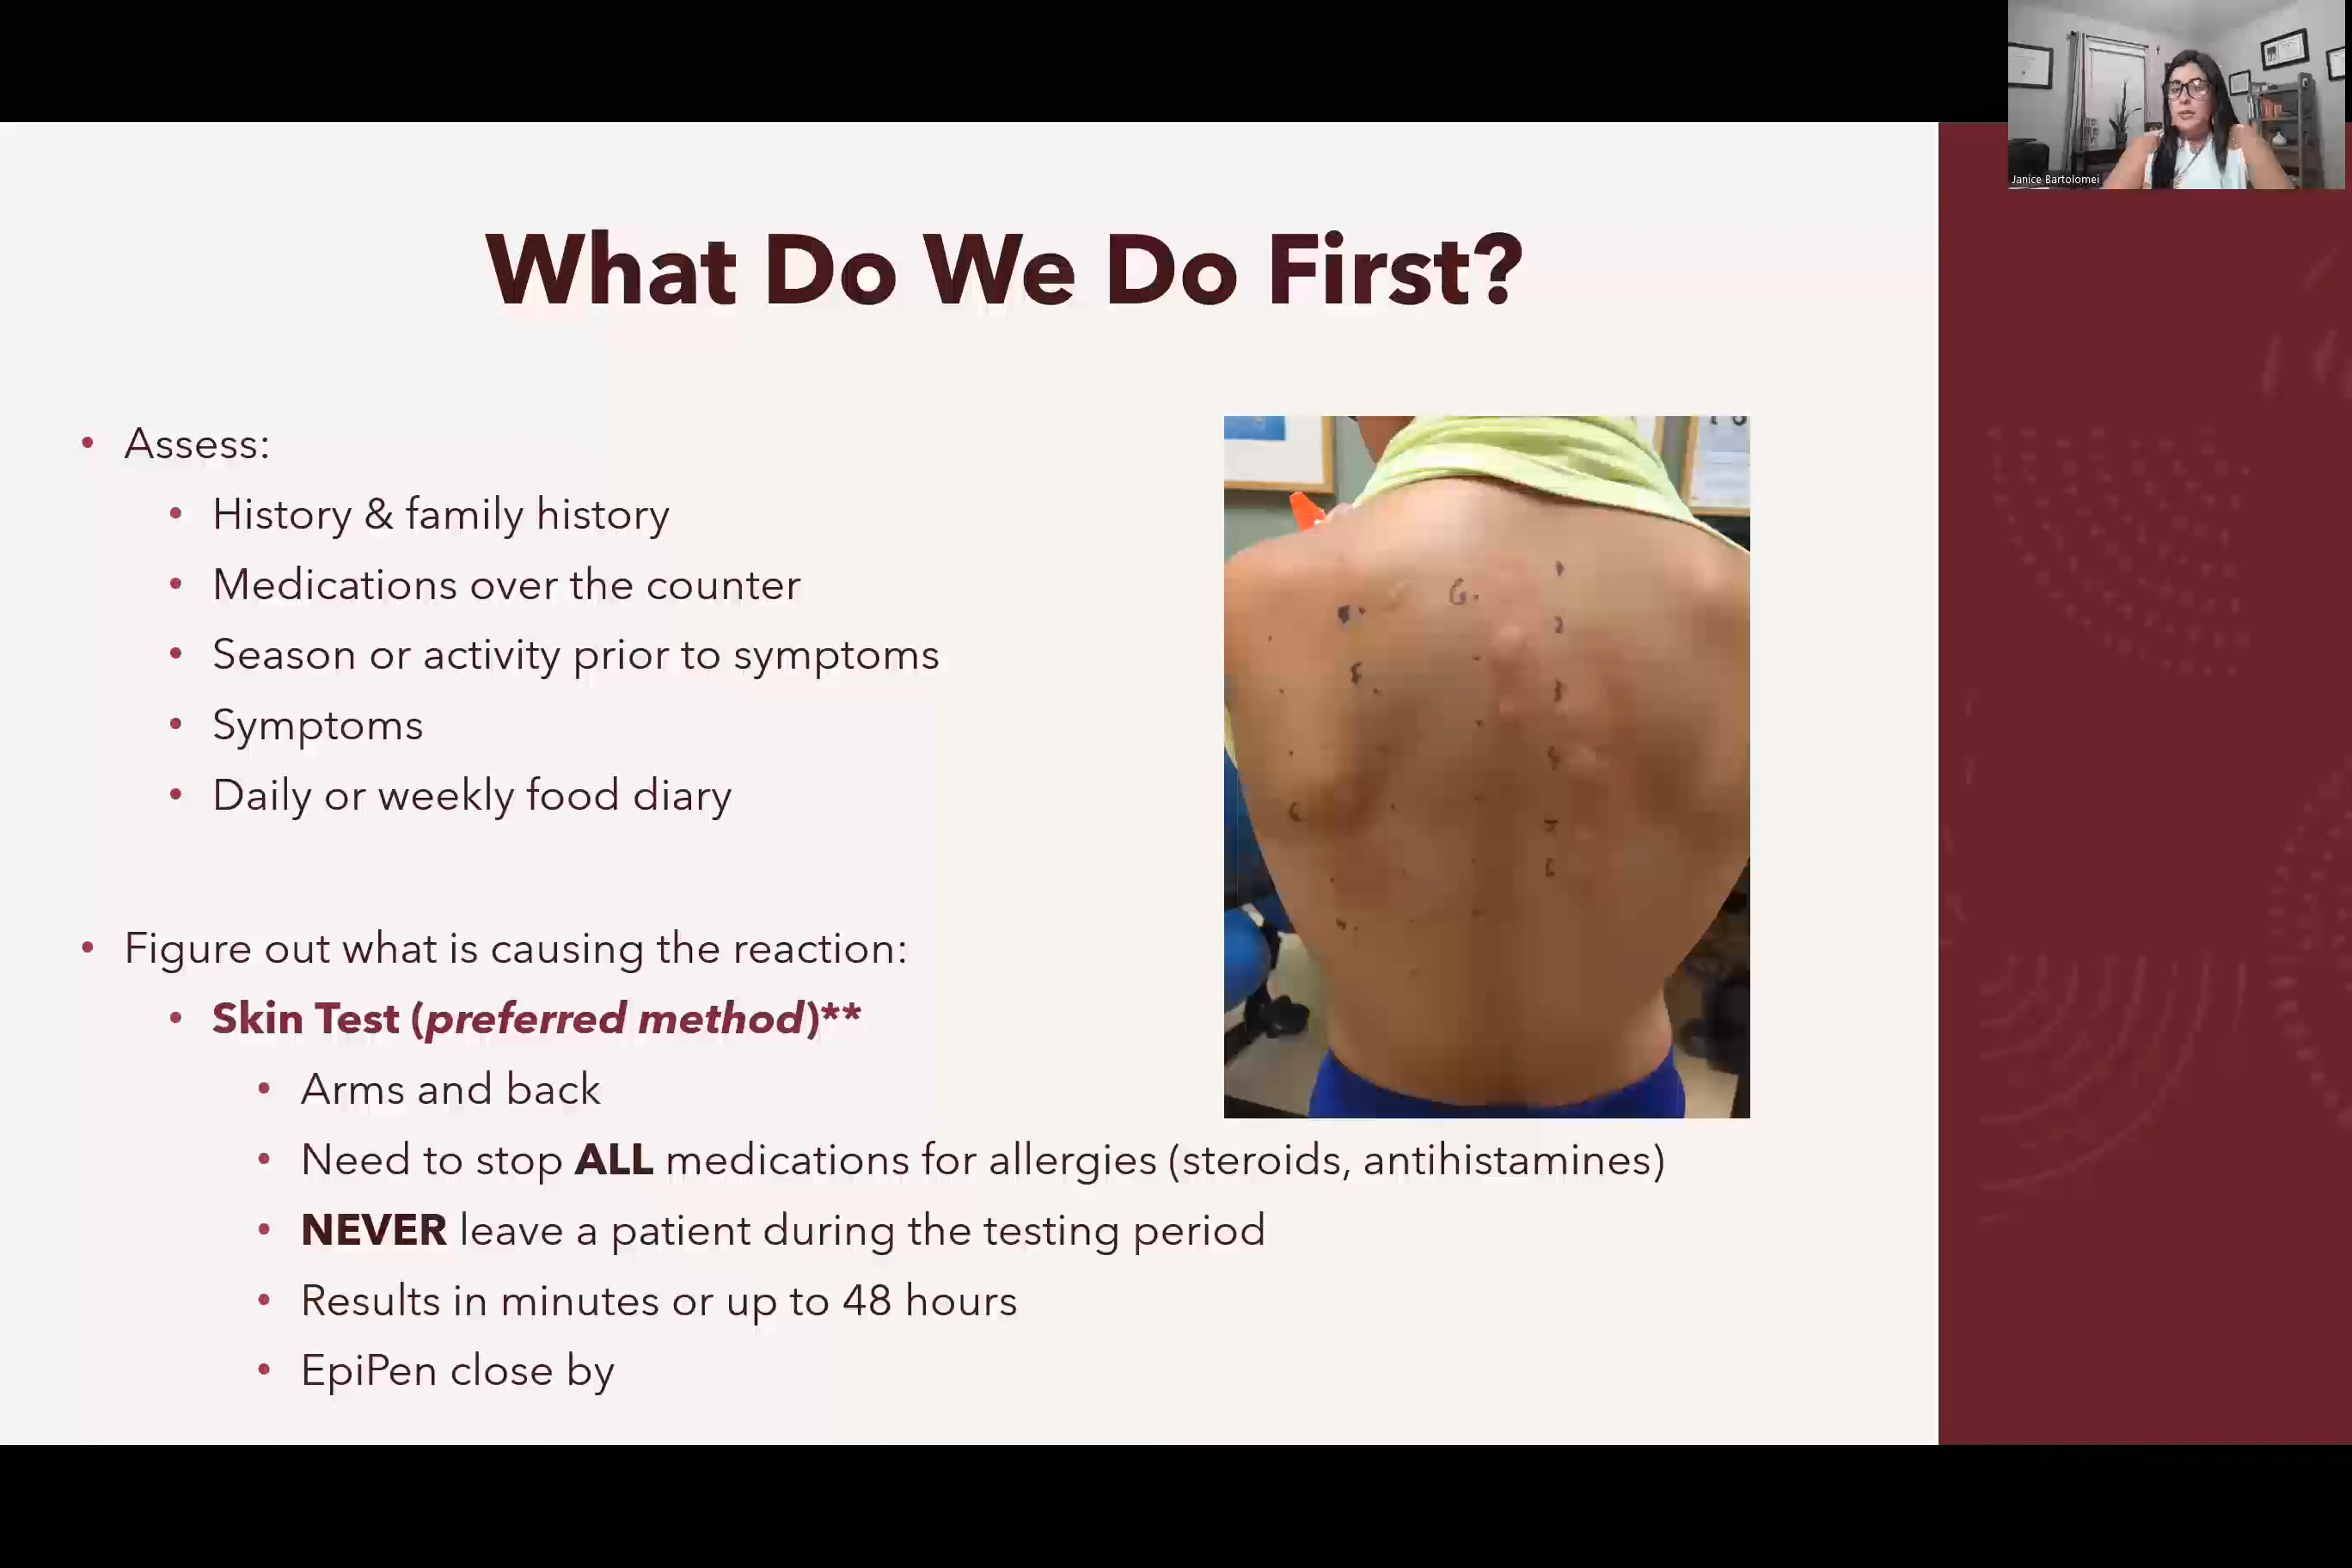 Janice Bartolomei
What Do We Do First?
• Assess:
• History & family history
• Medications over the counter
• Season or activity prior to symptoms
• Symptoms
• Daily or weekly food diary
• Figure out what is causing the reaction:
• Skin Test (preferred method)**
• Arms and back
• Need to stop ALL medications for allergies (steroids, antihistamines)
• NEVER leave a patient during the testing period
• Results in minutes or up to 48 hours
• EpiPen close by